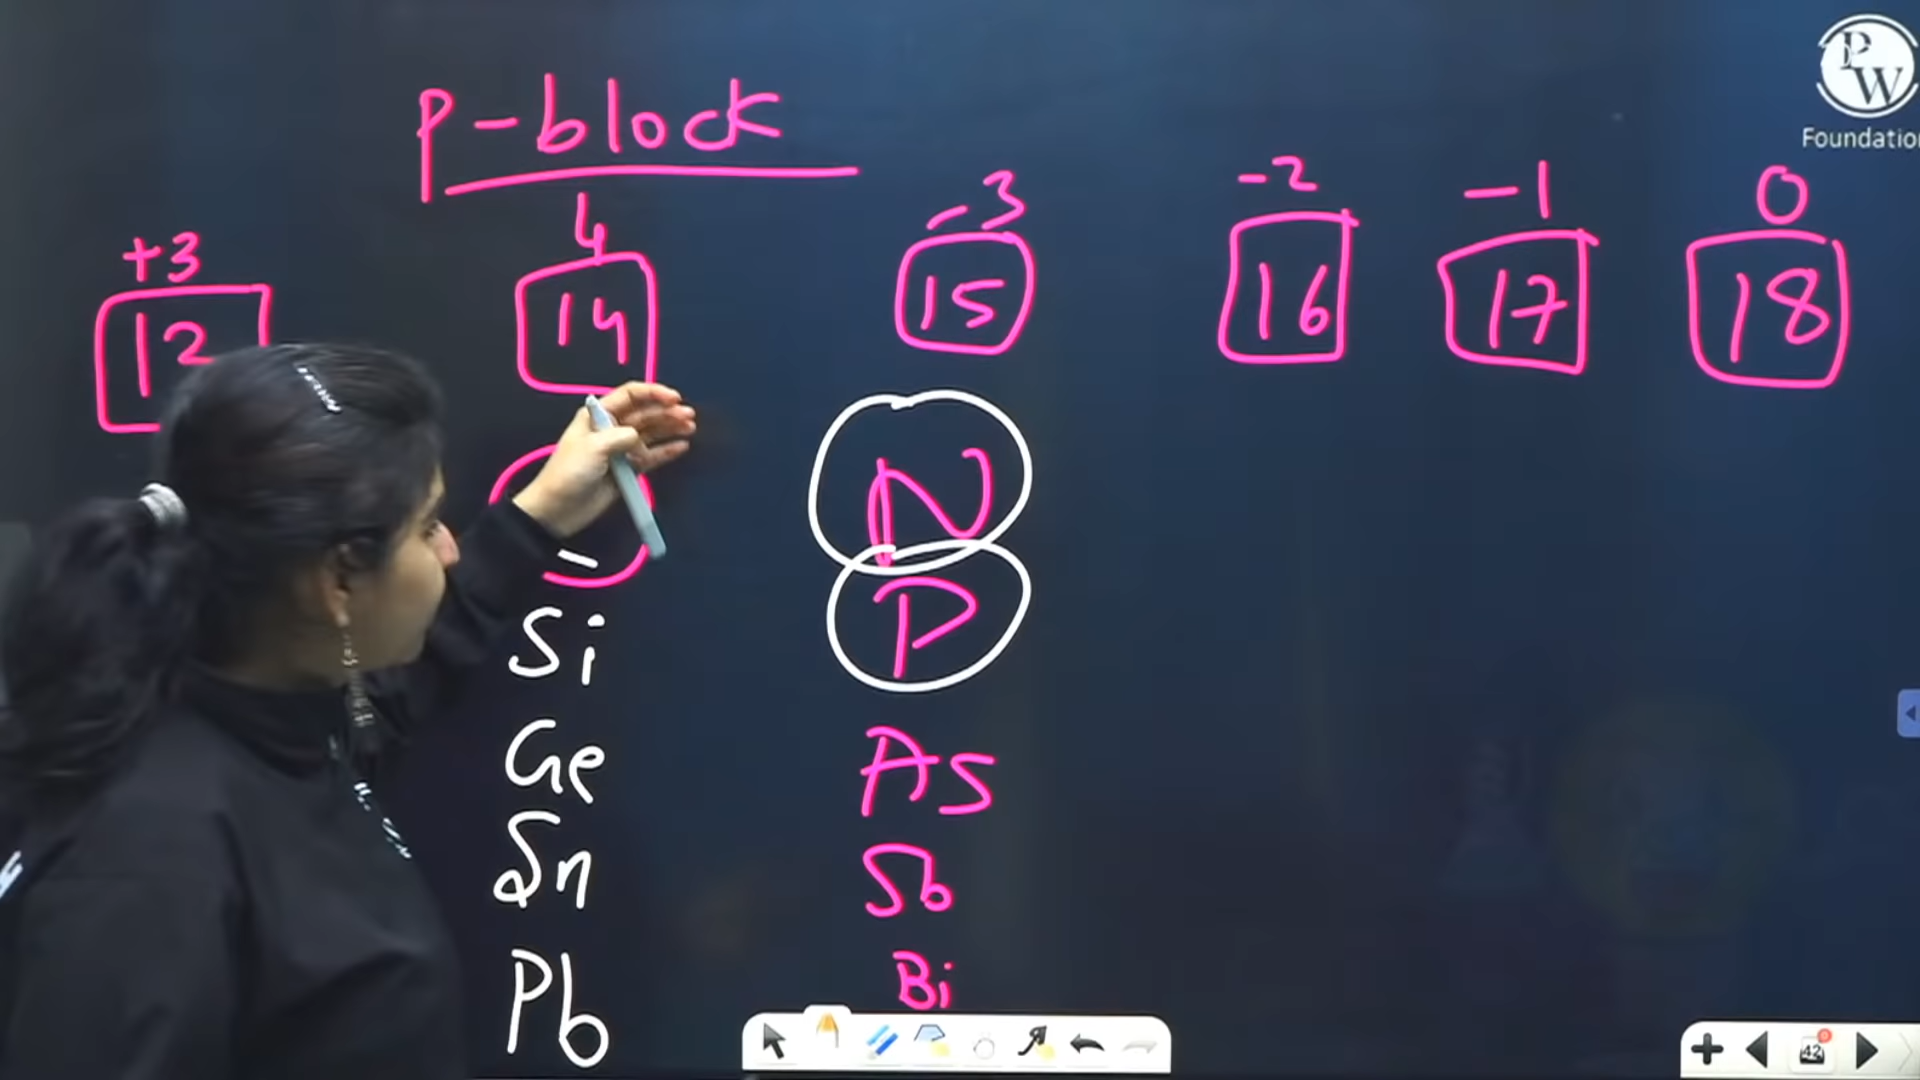 PW
Foundation
P-block
+3
4
-3
-2
-1
0
12
14
15
16
17
18
N
P
Si
As
Ge
Sb
Sn
Bi
Pb
42